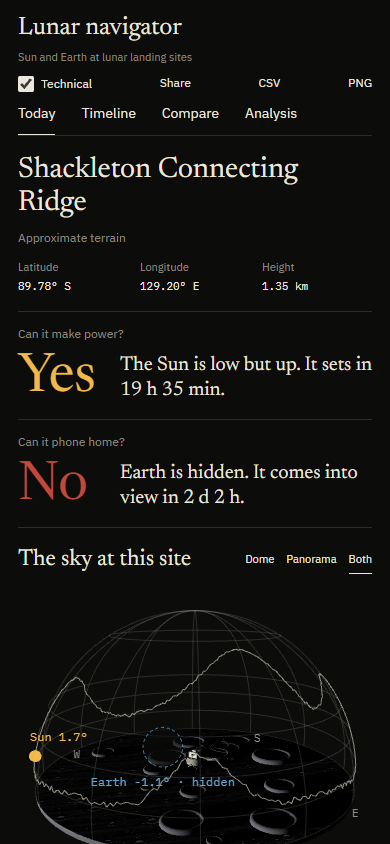 Lunar navigator
Sun and Earth at lunar landing sites
Technical
Share
CSV
PNG
Today
Timeline
Compare
Analysis
Shackleton Connecting
Ridge
Approximate terrain
Latitude
Longitude
Height
89.78° S
129.20° E
1.35 km
Can it make power?
Yes
The Sun is low but up. It sets in
19 h 35 min.
Can it phone home?
No
Earth is hidden. It comes into
view in 2 d 2 h.
The sky at this site
Dome
Panorama
Both
Sun 1.7°
S
W
Earth -1.1° · hidden
E